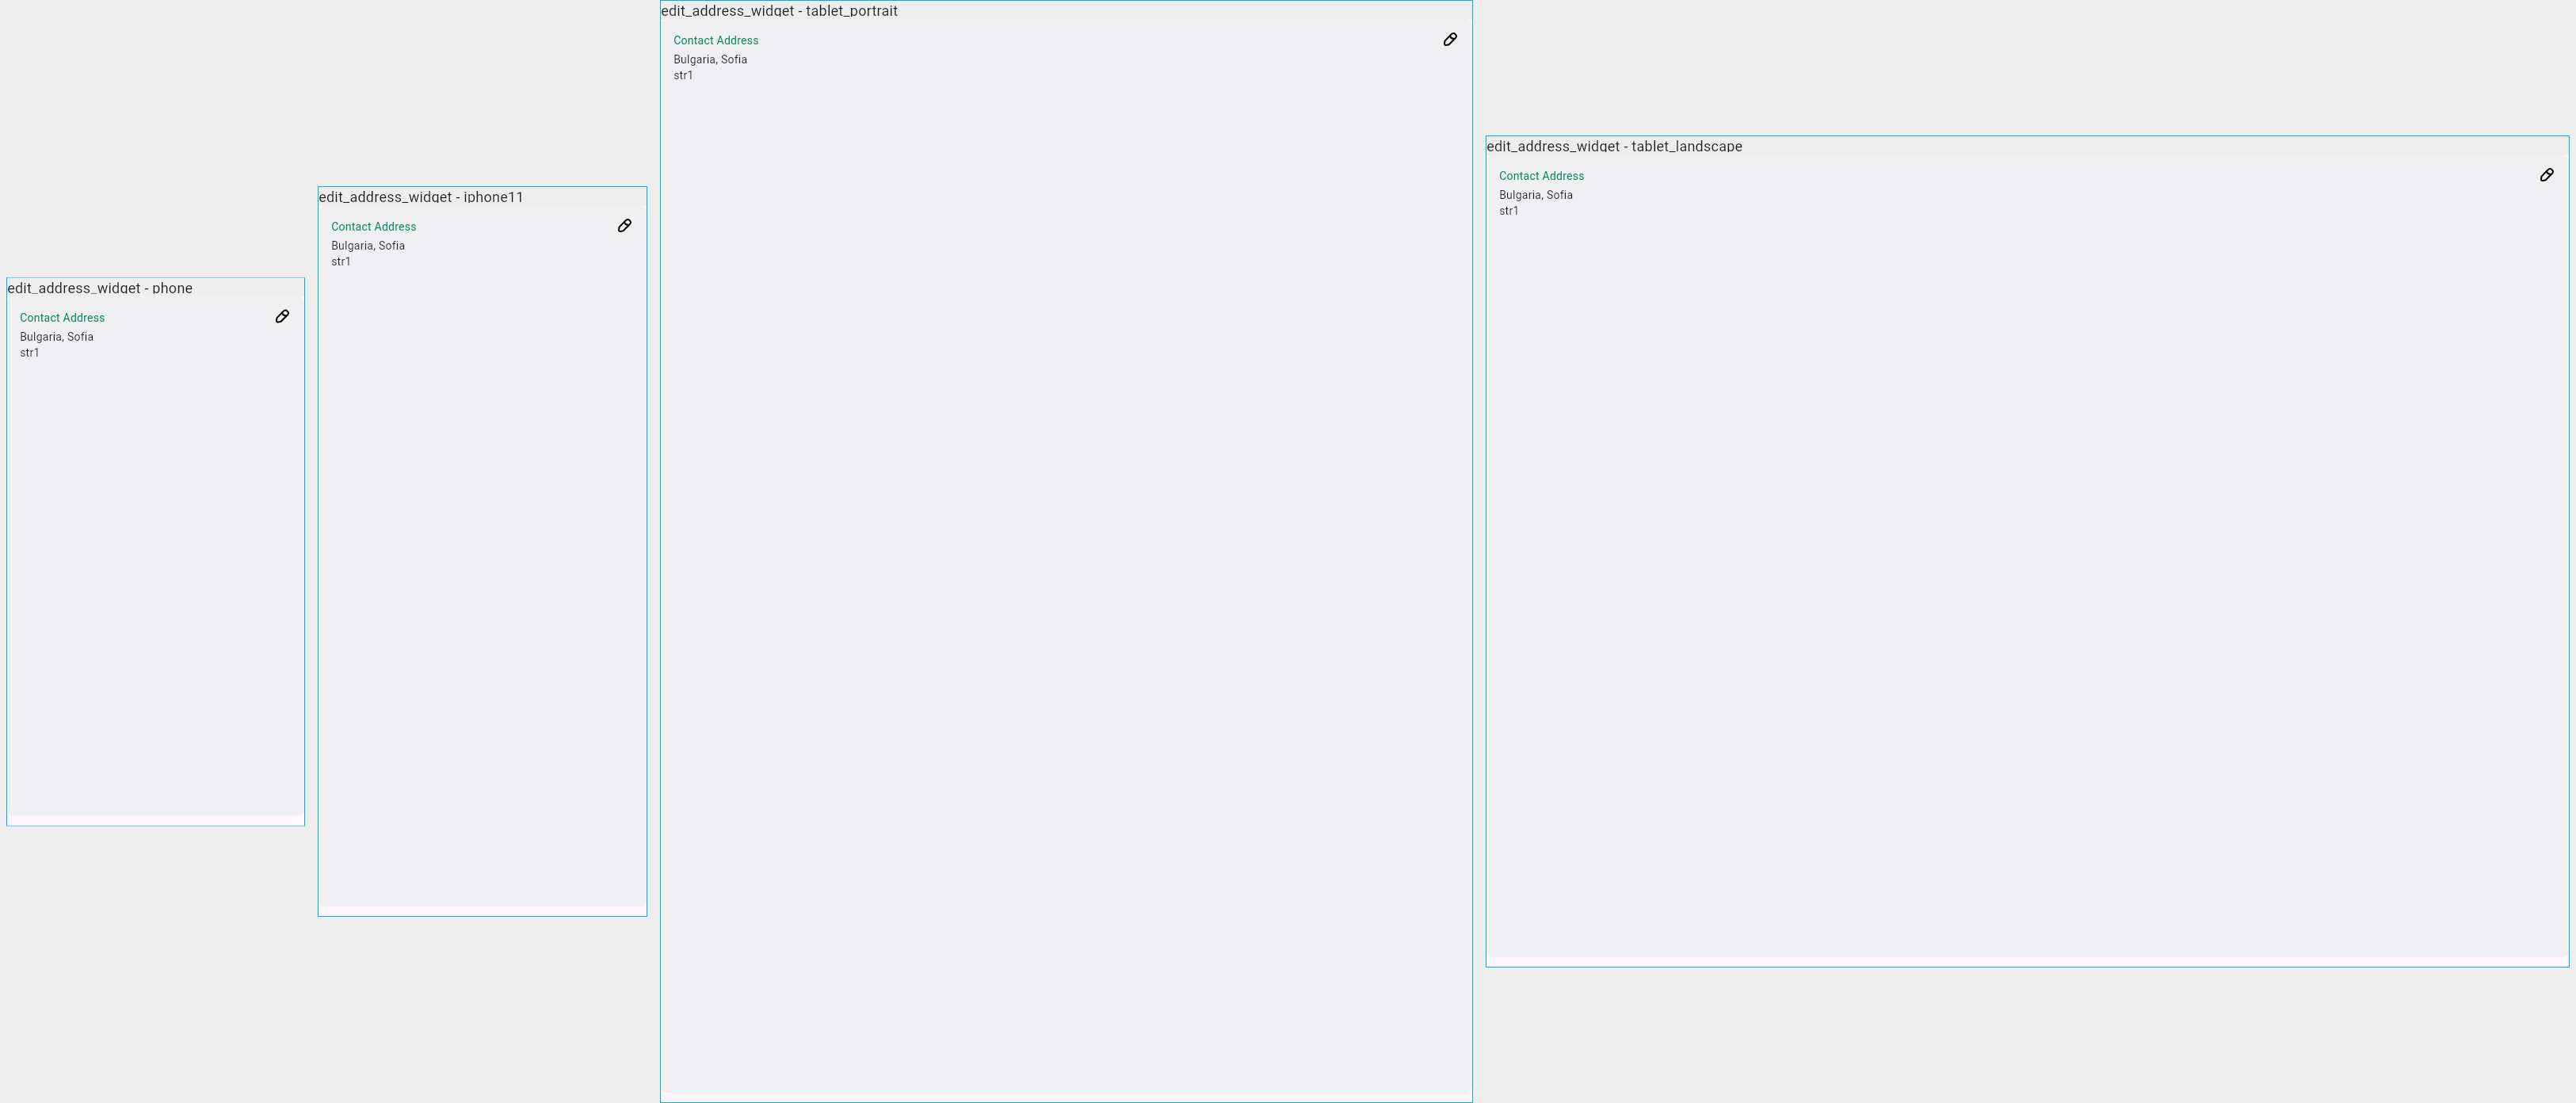 edit_address_widget - phone
Contact Address
Bulgaria, Sofia
str1
edit_address_widget - iphone11
Contact Address
Bulgaria, Sofia
str1
edit_address_widget - tablet_portrait
Contact Address
Bulgaria, Sofia
str1
edit_address_widget - tablet_landscape
Contact Address
Bulgaria, Sofia
str1